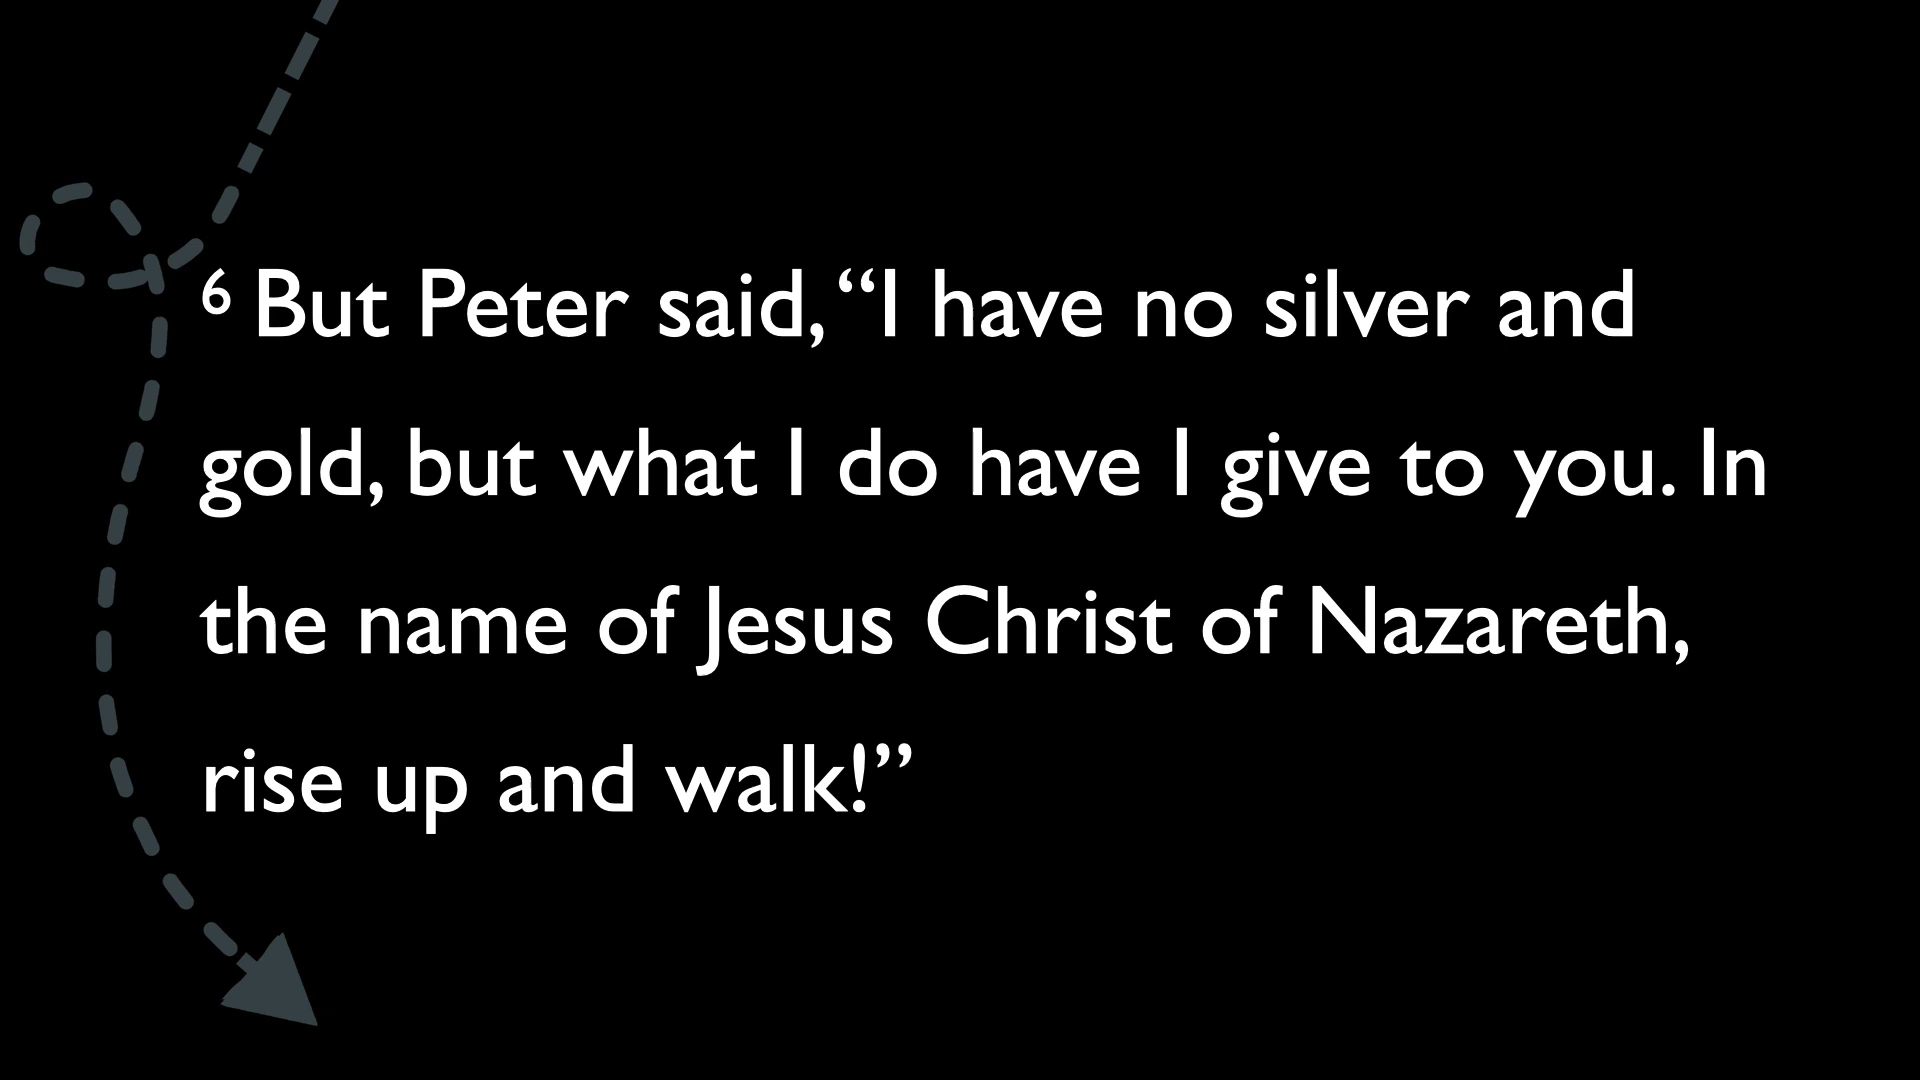 ⁶ But Peter said, “I have no silver and
gold, but what I do have I give to you. In
the name of Jesus Christ of Nazareth,
rise up and walk!”